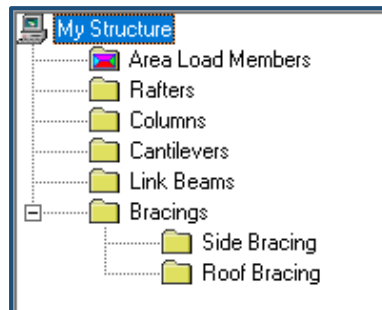 My Structure
Area Load Members
Rafters
Columns
Cantilevers
Link Beams
Bracings
Side Bracing
Roof Bracing